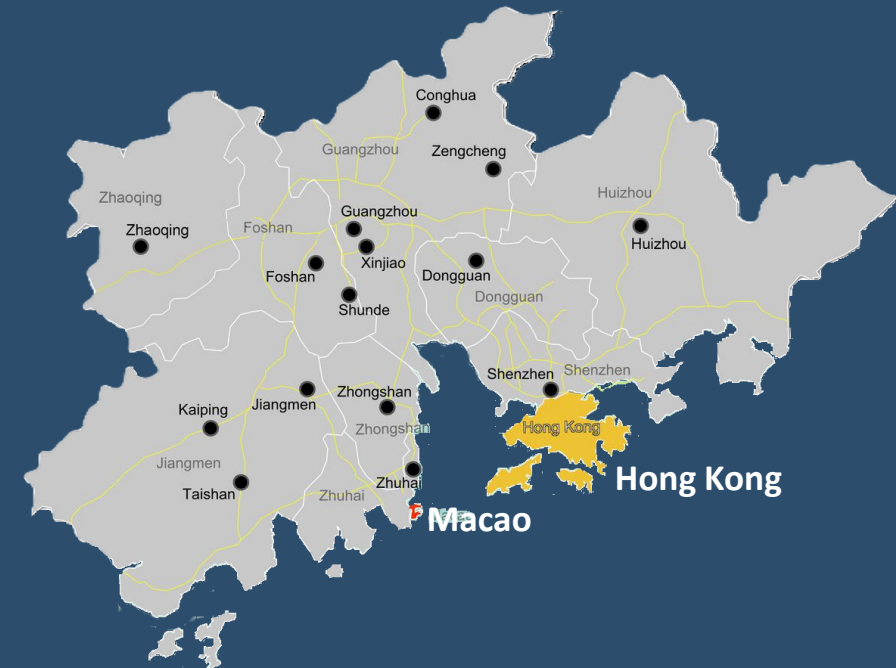 Conghua
Guangzhou
Zengcheng
Zhaoqing
Huizhou
Guangzhou
Zhaoqing
Foshan
Huizhou
Xinjiao
Foshan
Dongguan
Dongguan
Shunde
Shenzhen
Shenzhen
Zhongshan
Jiangmen
Kaiping
Zhongshan
Hong Kong
Jiangmen
Zhuhai
Hong Kong
Taishan
Zhuhai
Macao